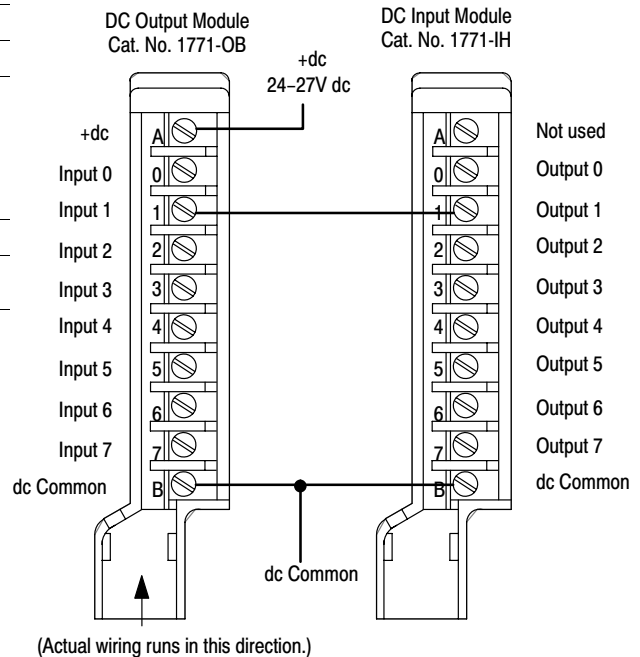 DC Output Module
Cat. No. 1771-OB
DC Input Module
Cat. No. 1771-IH
+dc
24–27V dc
+dc
A
A
Not used
Input 0
0
0
Output 0
Input 1
1
1
Output 1
Input 2
2
2
Output 2
Input 3
3
3
Output 3
Input 4
4
4
Output 4
Input 5
5
5
Output 5
Input 6
6
6
Output 6
Input 7
7
7
Output 7
dc Common
B
B
dc Common
dc Common
(Actual wiring runs in this direction.)